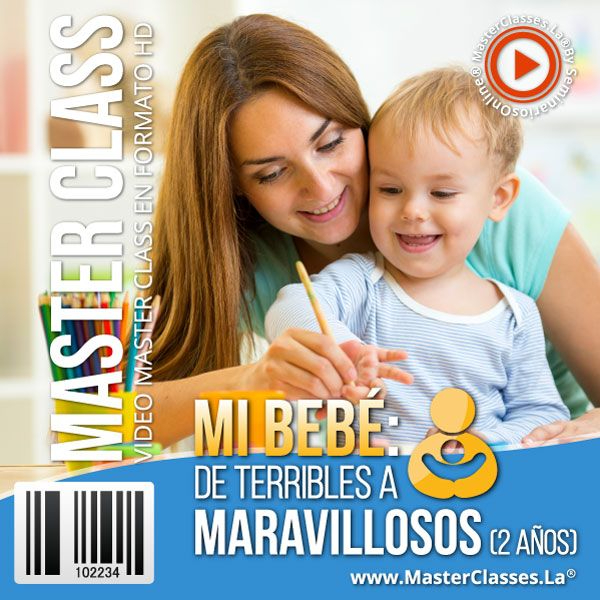 MASTER CLASS
VIDEO MASTER CLASS EN FORMATO HD
MasterClasses.La®By SeminariosOnline®
MI BEBÉ:
DE TERRIBLES A
MARAVILLOSOS (2 AÑOS)
102234
www.MasterClasses.La®